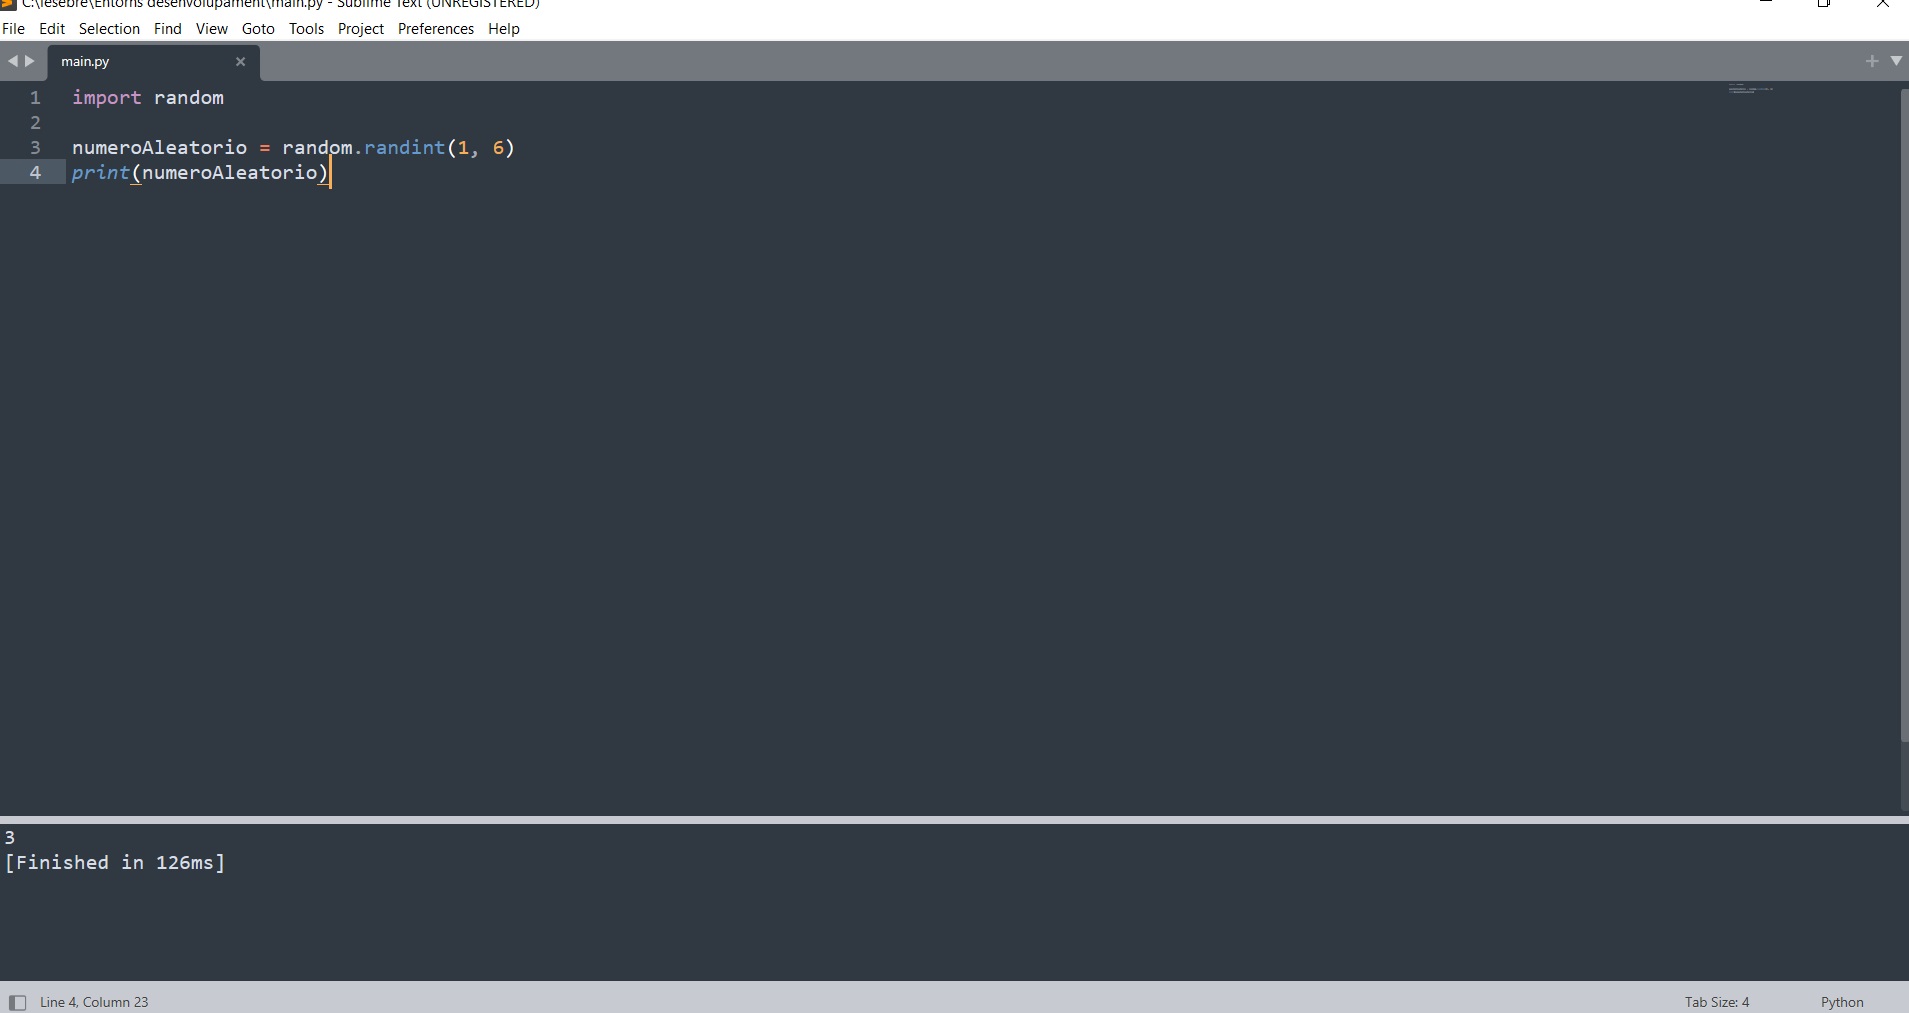 C:\Iesebre\Entorns desenvolupament\main.py - Sublime Text (UNREGISTERED)
File Edit Selection Find View Goto Tools Project Preferences Help
main.py
1 import random
2
3 numeroAleatorio = random.randint(1, 6)
4 print(numeroAleatorio)
3
[Finished in 126ms]
Line 4, Column 23
Tab Size: 4
Python